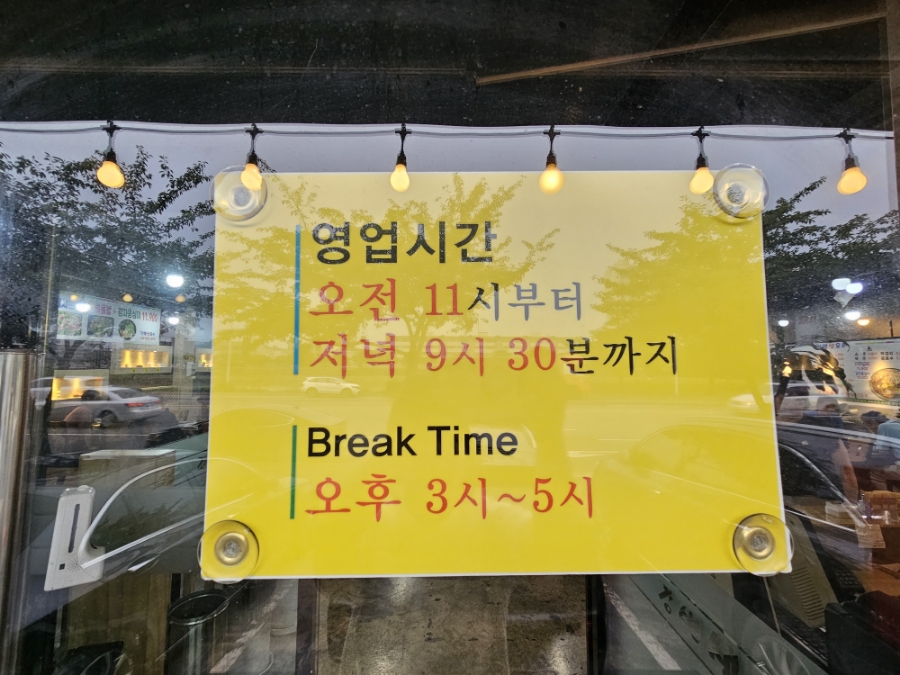 영업시간
오전 11시부터
저녁 9시 30분까지
Break Time
오후 3시~5시